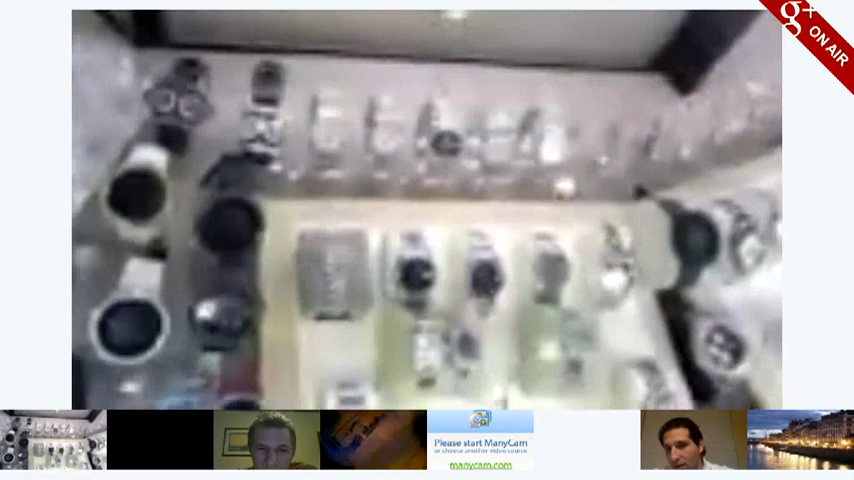 g+
ON AIR
Please start ManyCam
or choose another video source
manycam.com